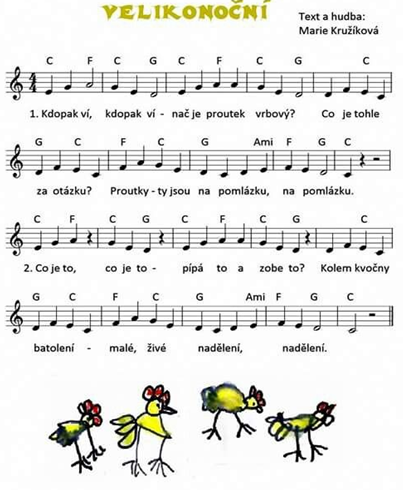 VELIKONOČNÍ
Text a hudba:
Marie Kružíková
C F C G C F C G G C
1. Kdopak ví, kdopak ví - nač je proutek vrbový? Co je tohle
G C F C G Ami F G C
za otázku? Proutky - ty jsou na pomlázku, na pomlázku.
C F C G C F C G G C
2. Co je to, co je to - pípá to a zobe to? Kolem kvočny
G C F C G Ami F G C
batolení - malé, živé nadělení, nadělení.